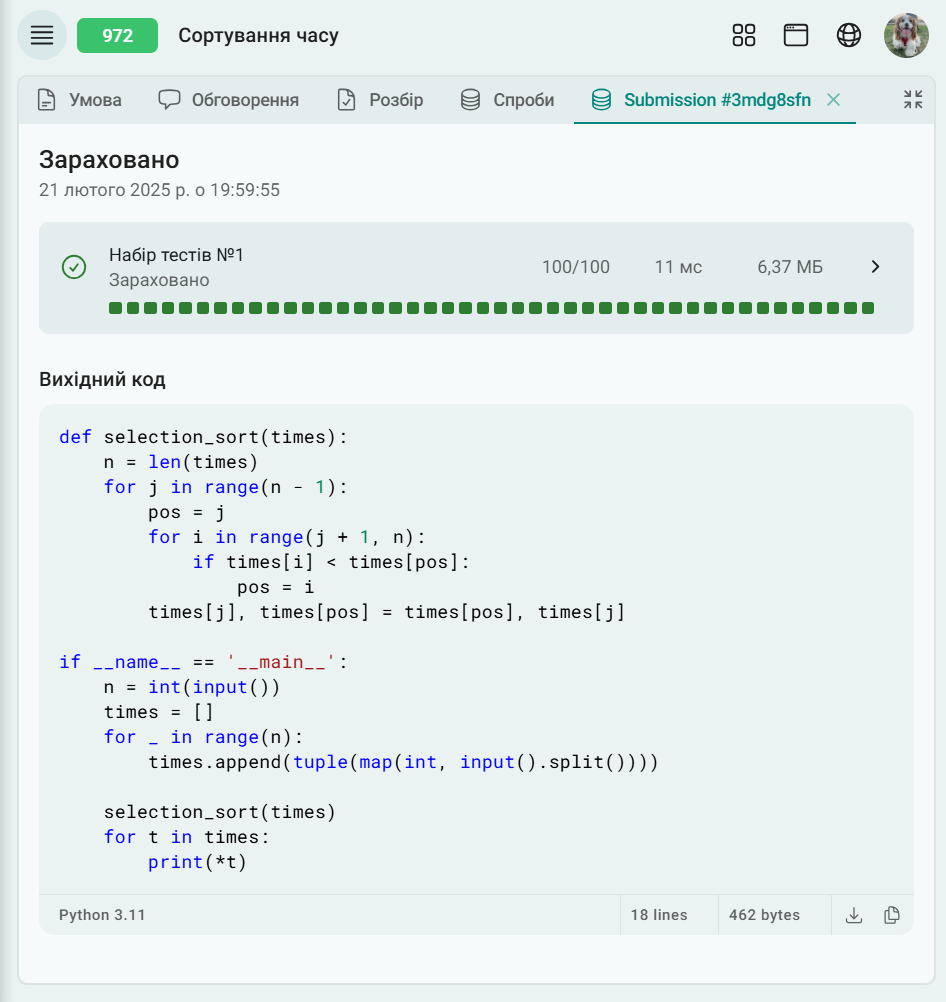 972 Сортування часу
Умова Обговорення Розбір Спроби Submission #3mdg8sfn
Зараховано
21 лютого 2025 р. о 19:59:55
Набір тестів №1
Зараховано
100/100 11 мс 6,37 МБ
Вихідний код
def selection_sort(times):
    n = len(times)
    for j in range(n - 1):
        pos = j
        for i in range(j + 1, n):
            if times[i] < times[pos]:
                pos = i
        times[j], times[pos] = times[pos], times[j]

if __name__ == '__main__':
    n = int(input())
    times = []
    for _ in range(n):
        times.append(tuple(map(int, input().split())))

    selection_sort(times)
    for t in times:
        print(*t)
Python 3.11 18 lines 462 bytes